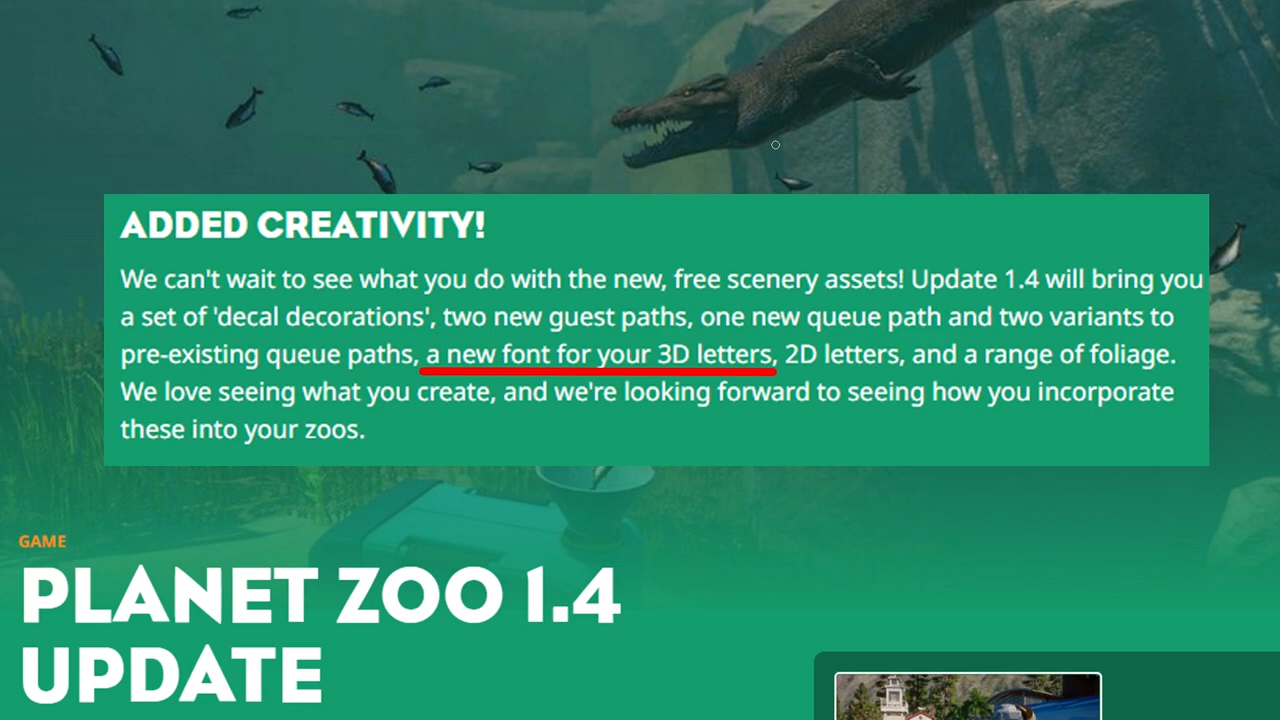 ADDED CREATIVITY!
We can't wait to see what you do with the new, free scenery assets! Update 1.4 will bring you
a set of 'decal decorations', two new guest paths, one new queue path and two variants to
pre-existing queue paths, a new font for your 3D letters, 2D letters, and a range of foliage.
We love seeing what you create, and we're looking forward to seeing how you incorporate
these into your zoos.
GAME
PLANET ZOO 1.4
UPDATE